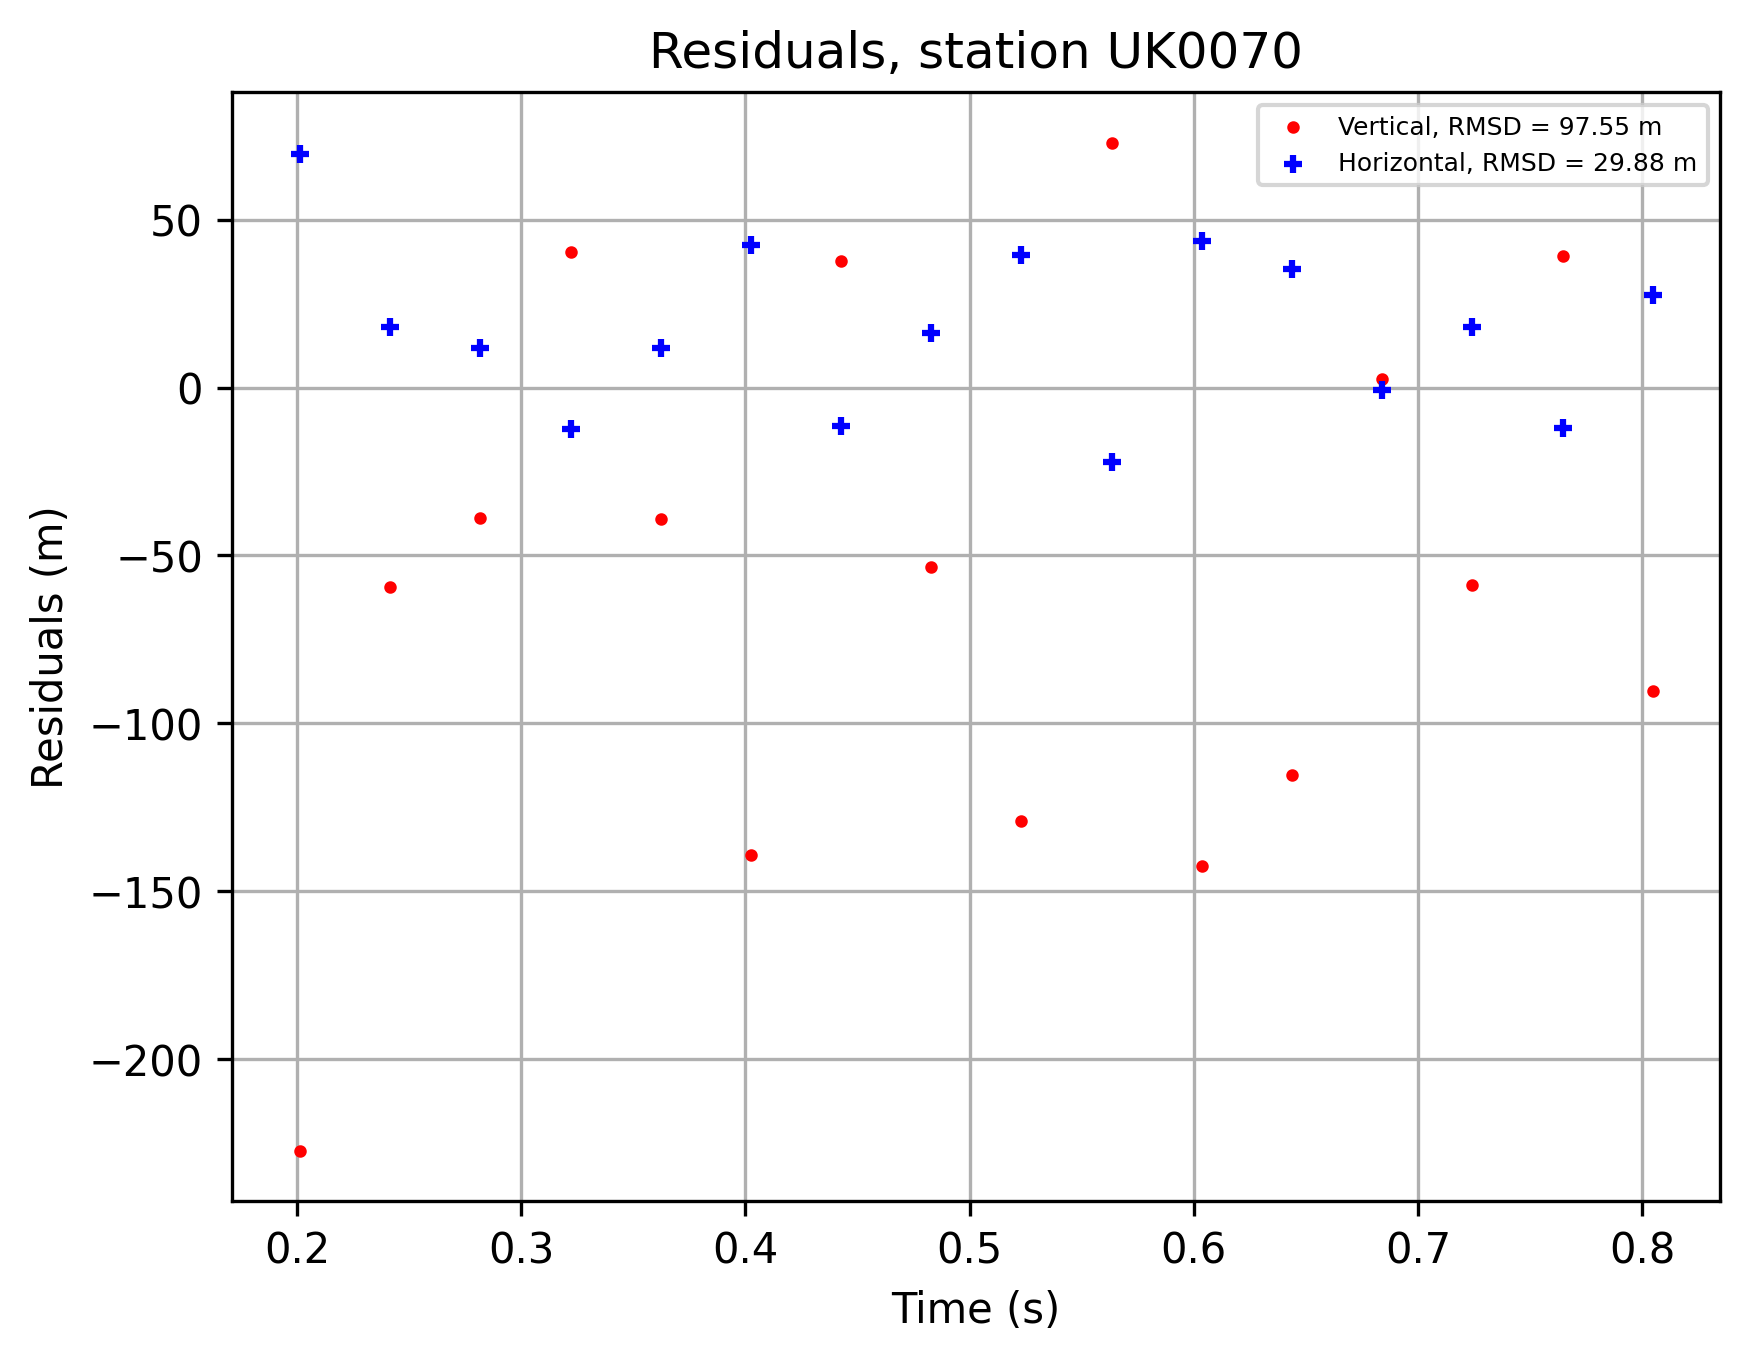 Residuals, station UK0070
Vertical, RMSD = 97.55 m
Horizontal, RMSD = 29.88 m
50
0
−50
−100
−150
−200
Residuals (m)
0.2 0.3 0.4 0.5 0.6 0.7 0.8
Time (s)